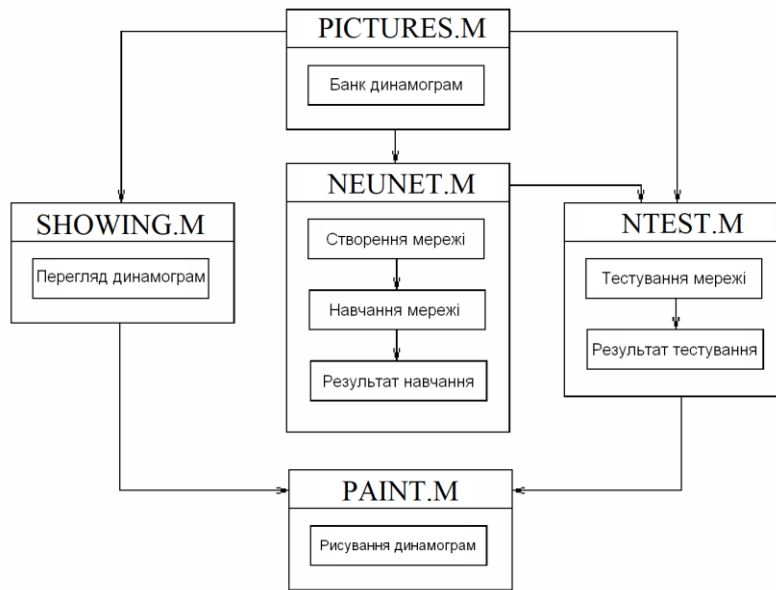 PICTURES.M
Банк динамограм
NEUNET.M
Створення мережі
Навчання мережі
Результат навчання
SHOWING.M
Перегляд динамограм
NTEST.M
Тестування мережі
Результат тестування
PAINT.M
Рисування динамограм